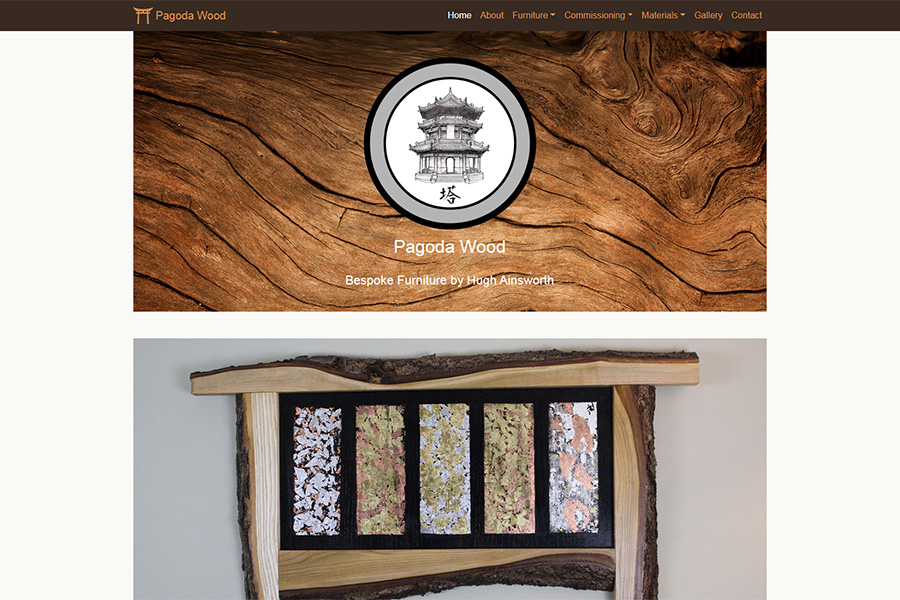 Pagoda Wood
Home About Furniture Commissioning Materials Gallery Contact
塔
Pagoda Wood
Bespoke Furniture by Hugh Ainsworth